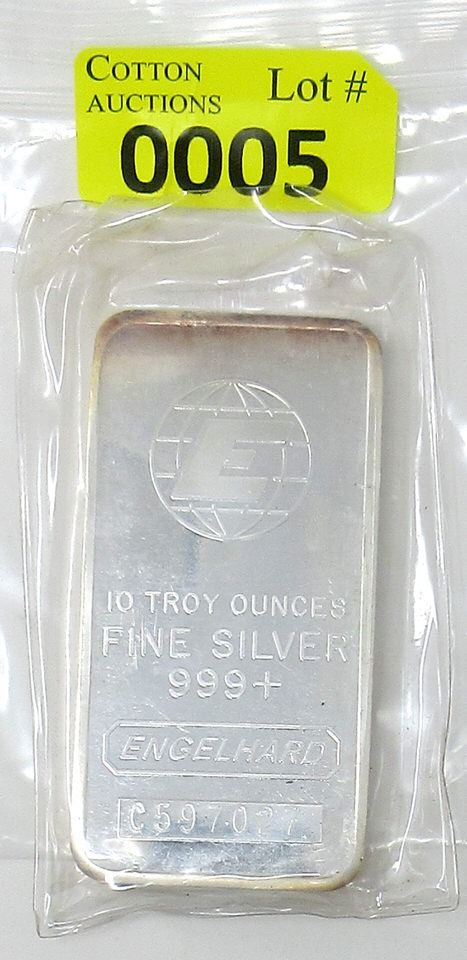 COTTON
AUCTIONS
Lot #
0005
E
10 TROY OUNCES
FINE SILVER
999+
ENGELHARD